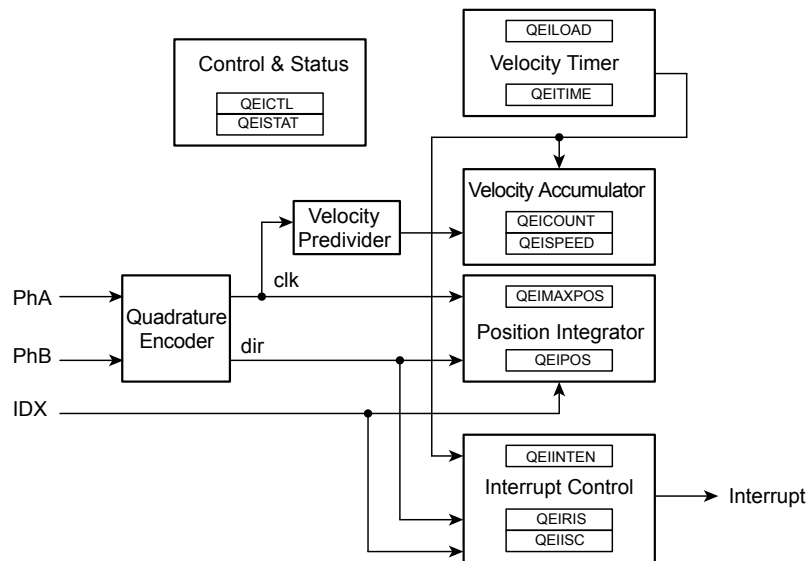 QEILOAD
Control & Status
Velocity Timer
QEICTL
QEITIME
QEISTAT
Velocity Accumulator
Velocity
Predivider
QEICOUNT
QEISPEED
clk
PhA
QEIMAXPOS
Quadrature
Encoder
Position Integrator
PhB
dir
QEIPOS
IDX
QEIINTEN
Interrupt Control
Interrupt
QEIRIS
QEIISC